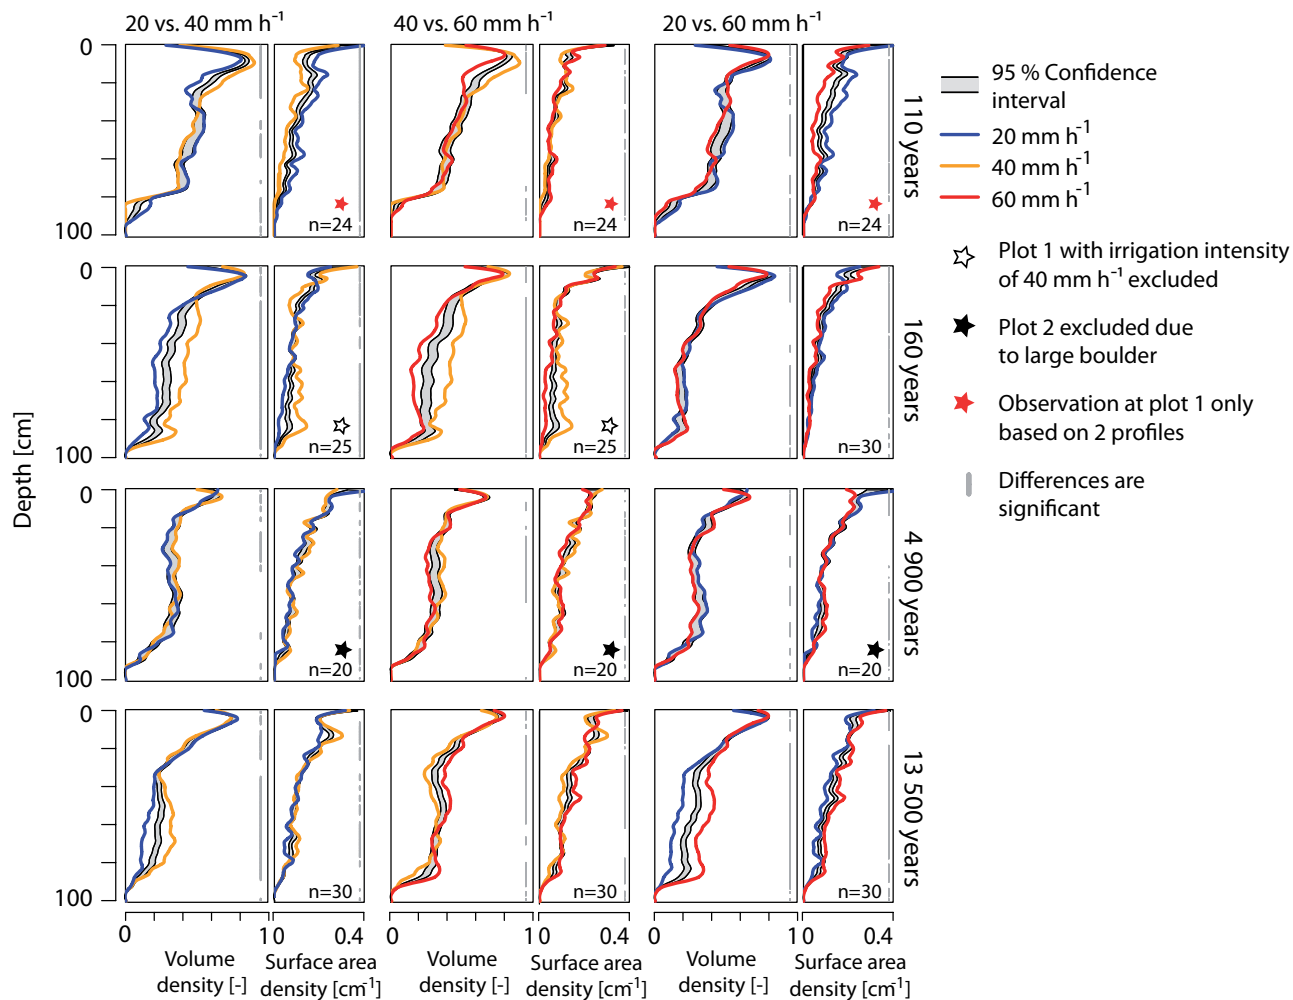 20 vs. 40 mm h⁻¹
40 vs. 60 mm h⁻¹
20 vs. 60 mm h⁻¹
0
100
n=24
n=24
n=24
110 years
0
100
n=25
n=25
n=30
160 years
0
100
n=20
n=20
n=20
4 900 years
0
100
n=30
n=30
n=30
13 500 years
Depth [cm]
0
1
0
0.4
0
1
0
0.4
0
1
0
0.4
Volume
density [-]
Surface area
density [cm⁻¹]
Volume
density [-]
Surface area
density [cm⁻¹]
Volume
density [-]
Surface area
density [cm⁻¹]
95 % Confidence
interval
20 mm h⁻¹
40 mm h⁻¹
60 mm h⁻¹
Plot 1 with irrigation intensity
of 40 mm h⁻¹ excluded
Plot 2 excluded due
to large boulder
Observation at plot 1 only
based on 2 profiles
Differences are
significant